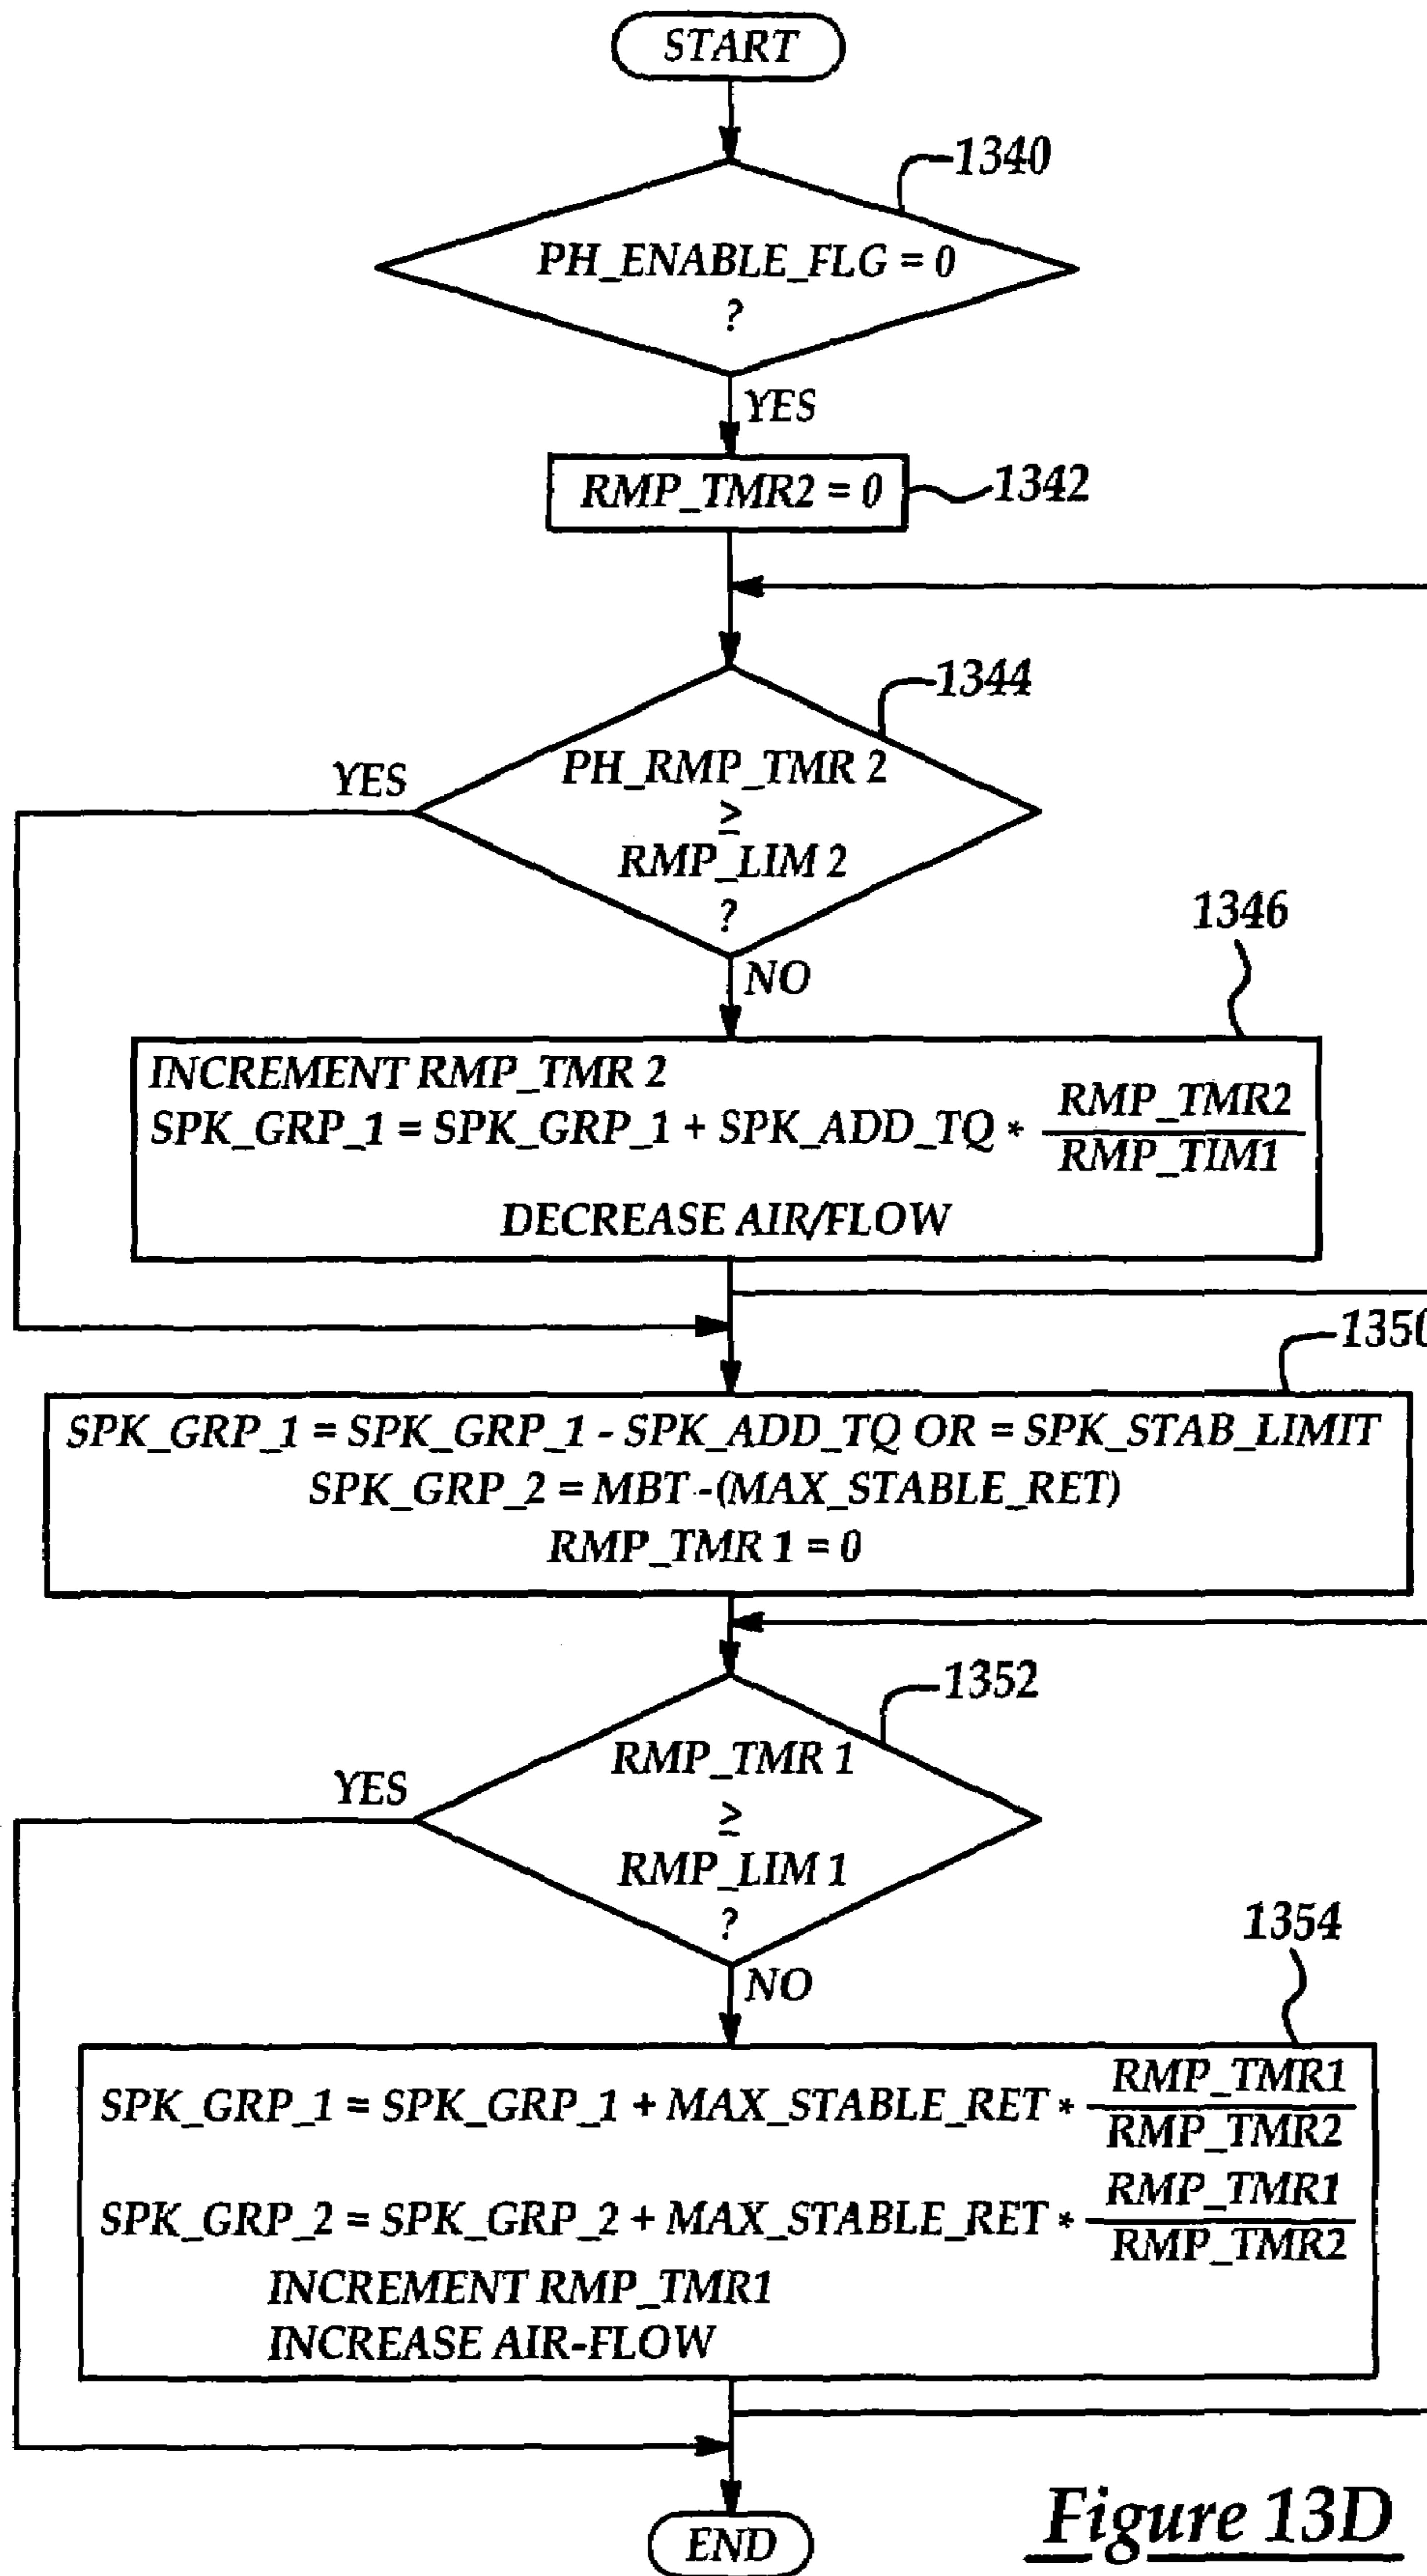 START
1340
PH_ENABLE_FLG = 0
?
YES
RMP_TMR2 = 0
1342
1344
YES
PH_RMP_TMR 2
≥
RMP_LIM 2
?
NO
1346
INCREMENT RMP_TMR 2
SPK_GRP_1 = SPK_GRP_1 + SPK_ADD_TQ * RMP_TMR2
RMP_TIM1
DECREASE AIR/FLOW
1350
SPK_GRP_1 = SPK_GRP_1 - SPK_ADD_TQ OR = SPK_STAB_LIMIT
SPK_GRP_2 = MBT -(MAX_STABLE_RET)
RMP_TMR 1 = 0
1352
YES
RMP_TMR 1
≥
RMP_LIM 1
?
NO
1354
SPK_GRP_1 = SPK_GRP_1 + MAX_STABLE_RET * RMP_TMR1
RMP_TMR2
SPK_GRP_2 = SPK_GRP_2 + MAX_STABLE_RET * RMP_TMR1
RMP_TMR2
INCREMENT RMP_TMR1
INCREASE AIR-FLOW
END
Figure 13D